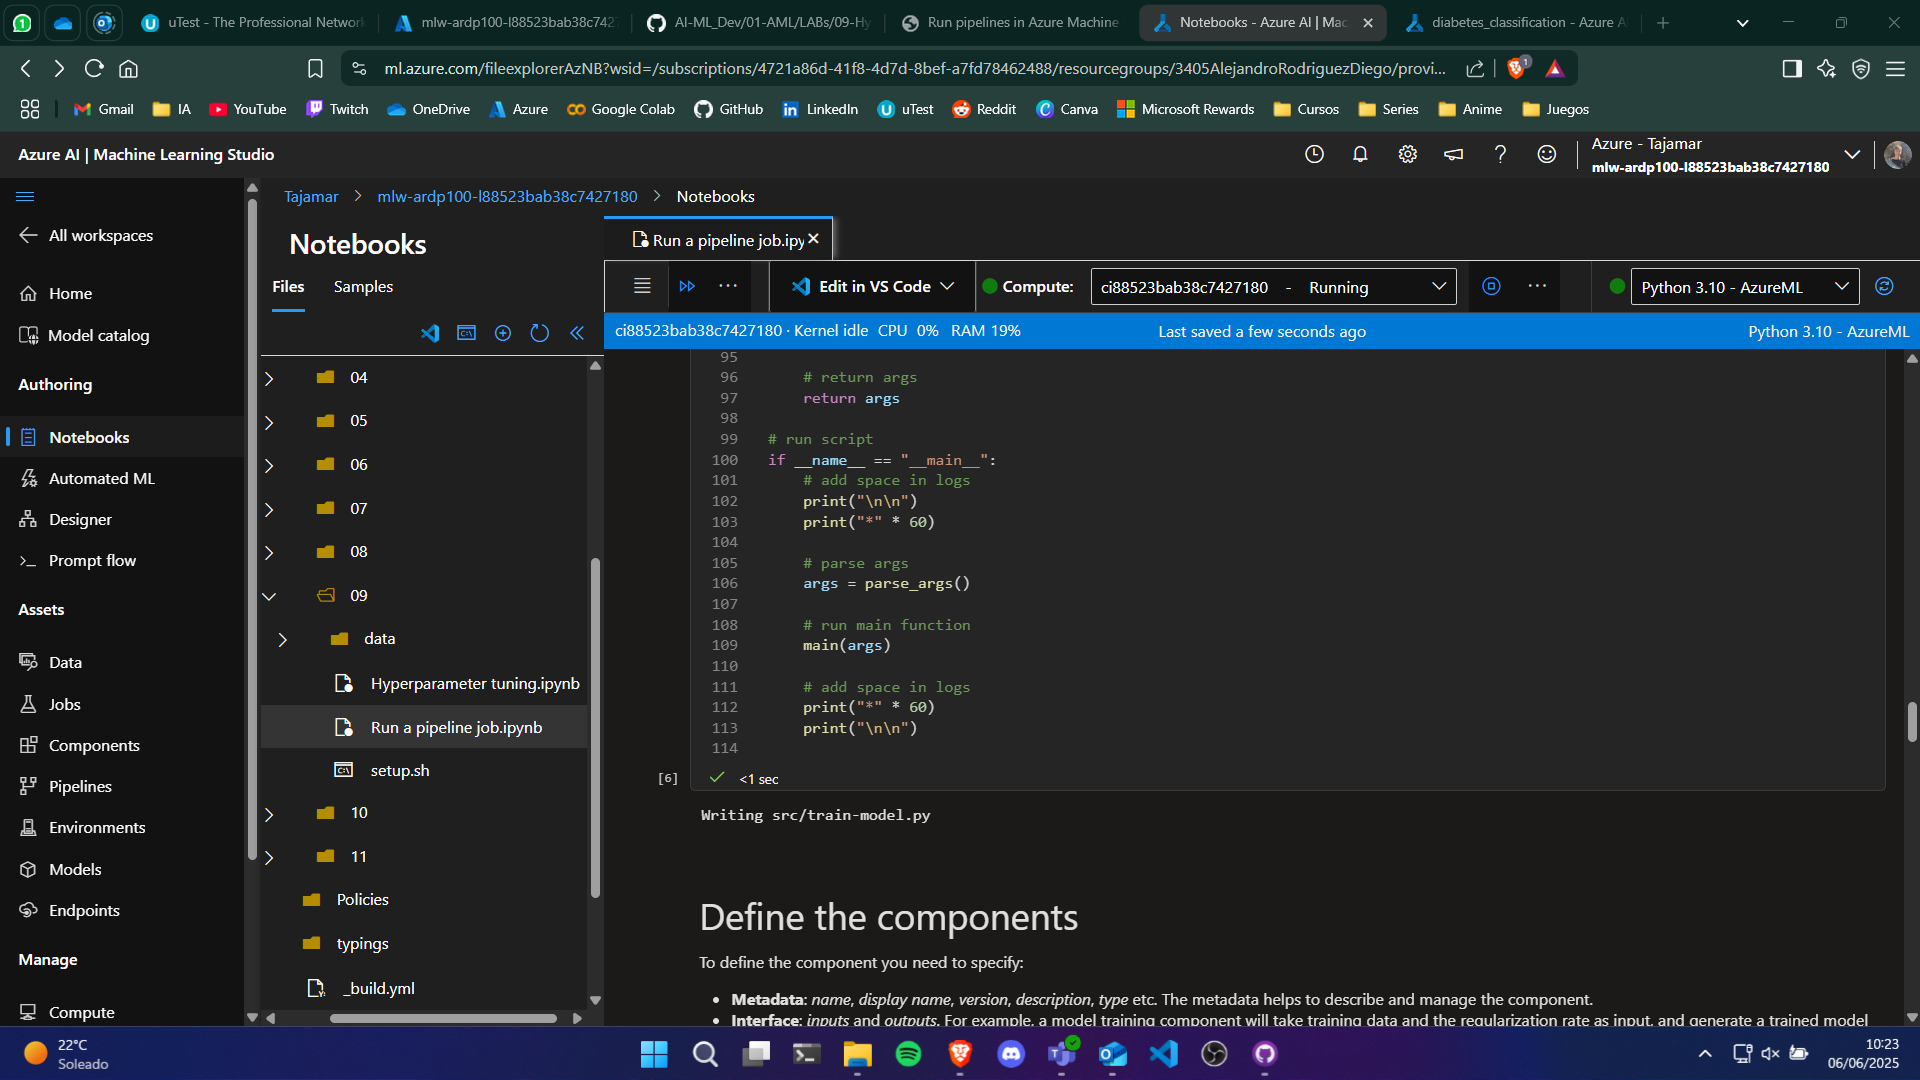 uTest - The Professional Network
mlw-ardp100-l88523bab38c7427
AI-ML_Dev/01-AML/LABs/09-Hy
Run pipelines in Azure Machine
Notebooks - Azure AI | Mac
diabetes_classification - Azure A
ml.azure.com/fileexplorerAzNB?wsid=/subscriptions/4721a86d-41f8-4d7d-8bef-a7fd78462488/resourcegroups/3405AlejandroRodriguezDiego/provi...
1
Gmail
IA
YouTube
Twitch
OneDrive
Azure
Google Colab
GitHub
LinkedIn
uTest
Reddit
Canva
Microsoft Rewards
Cursos
Series
Anime
Juegos
Azure AI | Machine Learning Studio
Azure - Tajamar
mlw-ardp100-l88523bab38c7427180
Tajamar > mlw-ardp100-l88523bab38c7427180 > Notebooks
All workspaces
Home
Model catalog
Authoring
Notebooks
Automated ML
Designer
Prompt flow
Assets
Data
Jobs
Components
Pipelines
Environments
Models
Endpoints
Manage
Compute
Notebooks
Files
Samples
04
05
06
07
08
09
data
Hyperparameter tuning.ipynb
Run a pipeline job.ipynb
setup.sh
10
11
Policies
typings
_build.yml
Run a pipeline job.ipy
Edit in VS Code
Compute:
ci88523bab38c7427180 - Running
Python 3.10 - AzureML
ci88523bab38c7427180 · Kernel idle CPU 0% RAM 19%
Last saved a few seconds ago
Python 3.10 - AzureML
95
96 # return args
97 return args
98
99 # run script
100 if __name__ == "__main__":
101 # add space in logs
102 print("\n\n")
103 print("*" * 60)
104
105 # parse args
106 args = parse_args()
107
108 # run main function
109 main(args)
110
111 # add space in logs
112 print("*" * 60)
113 print("\n\n")
114
[6] <1 sec
Writing src/train-model.py
Define the components
To define the component you need to specify:
• Metadata: name, display name, version, description, type etc. The metadata helps to describe and manage the component.
• Interface: inputs and outputs. For example, a model training component will take training data and the regularization rate as input, and generate a trained model
22°C
Soleado
10:23
06/06/2025